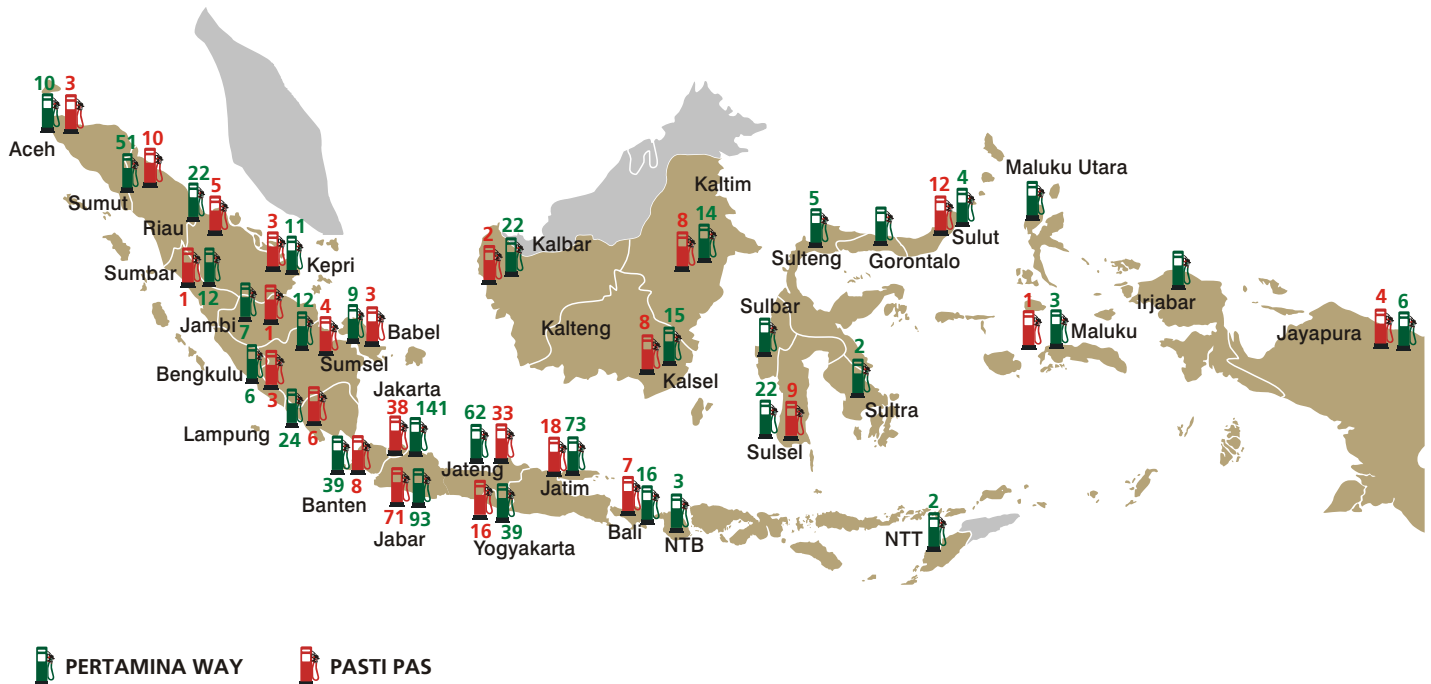 10 3
Aceh
51 10
Sumut
22 5
Riau
3 11
Kepri
Sumbar
1 12
Jambi
7 1
12 4
Sumsel
9 3
Babel
Bengkulu
6 3
Lampung
24 6
Jakarta
38 141
39 8
Banten
71 93
Jabar
62 33
Jateng
16 39
Yogyakarta
18 73
Jatim
7 16
Bali
3
NTB
2
NTT
2 22
Kalbar
Kalteng
Kaltim
8 14
8 15
Kalsel
5
Sulteng
Gorontalo
12 4
Sulut
Sulbar
22 9
Sulsel
2
Sultra
Maluku Utara
1 3
Maluku
Irjabar
4 6
Jayapura
PERTAMINA WAY
PASTI PAS